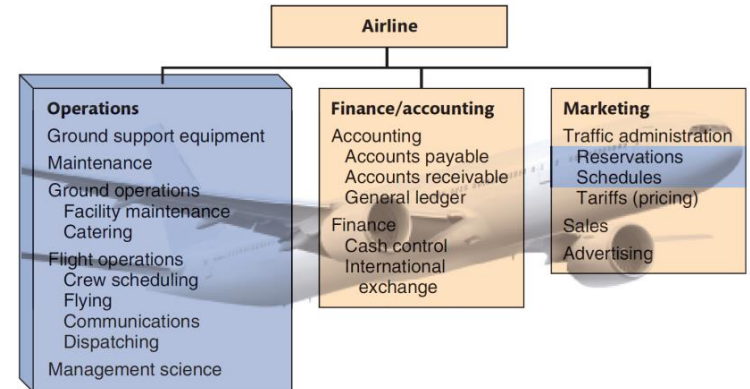 Airline
Operations
Ground support equipment
Maintenance
Ground operations
Facility maintenance
Catering
Flight operations
Crew scheduling
Flying
Communications
Dispatching
Management science
Finance/accounting
Accounting
Accounts payable
Accounts receivable
General ledger
Finance
Cash control
International
exchange
Marketing
Traffic administration
Reservations
Schedules
Tariffs (pricing)
Sales
Advertising